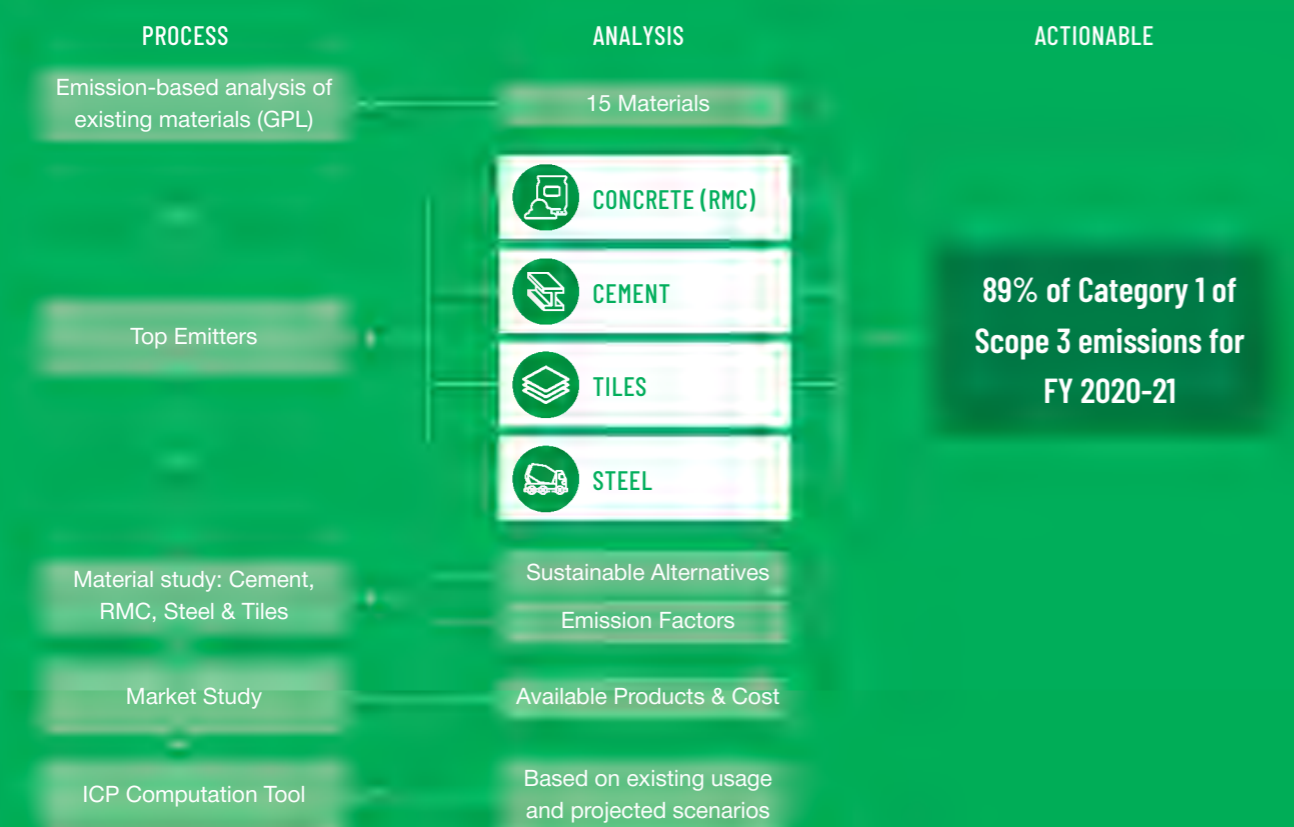 PROCESS
ANALYSIS
ACTIONABLE
Emission-based analysis of
existing materials (GPL)
15 Materials
CONCRETE (RMC)
CEMENT
TILES
STEEL
Top Emitters
89% of Category 1 of
Scope 3 emissions for
FY 2020-21
Material study: Cement,
RMC, Steel & Tiles
Sustainable Alternatives
Emission Factors
Market Study
Available Products & Cost
ICP Computation Tool
Based on existing usage
and projected scenarios